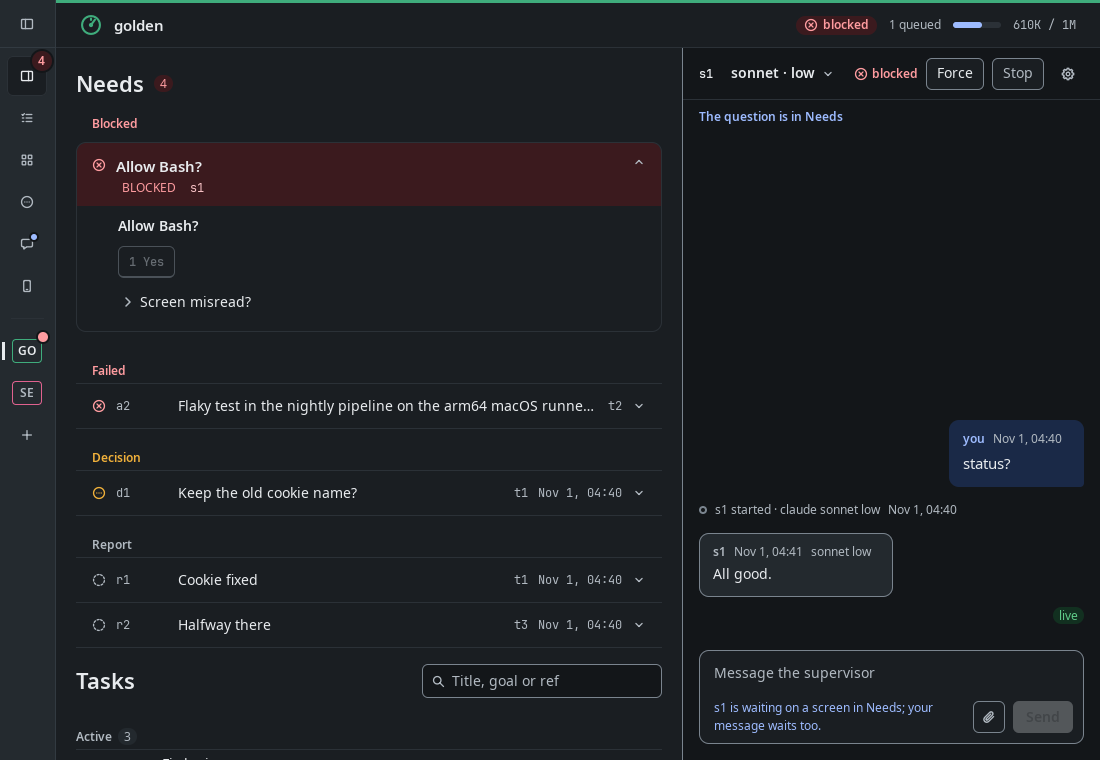 golden
blocked
1 queued
610K / 1M
4
GO
SE
Needs 4
Blocked
Allow Bash?
BLOCKED s1
Allow Bash?
1 Yes
Screen misread?
Failed
a2 Flaky test in the nightly pipeline on the arm64 macOS runne... t2
Decision
d1 Keep the old cookie name? t1 Nov 1, 04:40
Report
r1 Cookie fixed t1 Nov 1, 04:40
r2 Halfway there t3 Nov 1, 04:40
Tasks
Title, goal or ref
Active 3
s1 sonnet · low
blocked
Force
Stop
The question is in Needs
you Nov 1, 04:40
status?
s1 started · claude sonnet low Nov 1, 04:40
s1 Nov 1, 04:41 sonnet low
All good.
live
Message the supervisor
s1 is waiting on a screen in Needs; your
message waits too.
Send